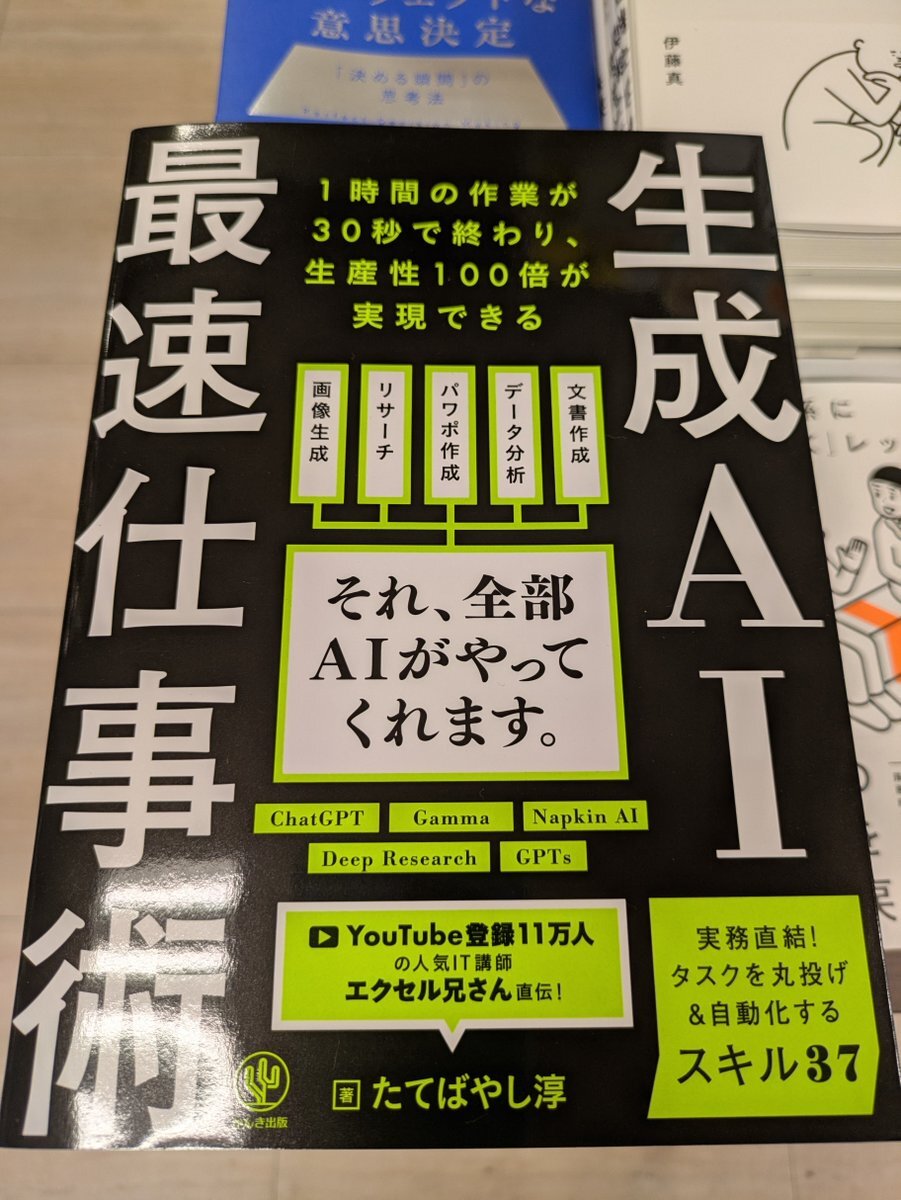 意思決定
「決める瞬間」の
思考法
伊藤真
生成AI
最速仕事術
1時間の作業が
30秒で終わり、
生産性100倍が
実現できる
画像生成
リサーチ
パワポ作成
データ分析
文書作成
それ、全部
AIがやって
くれます。
ChatGPT
Gamma
Napkin AI
Deep Research
GPTs
YouTube登録11万人
の人気IT講師
エクセル兄さん直伝!
実務直結!
タスクを丸投げ
&自動化する
スキル37
著 たてばやし淳
んき出版